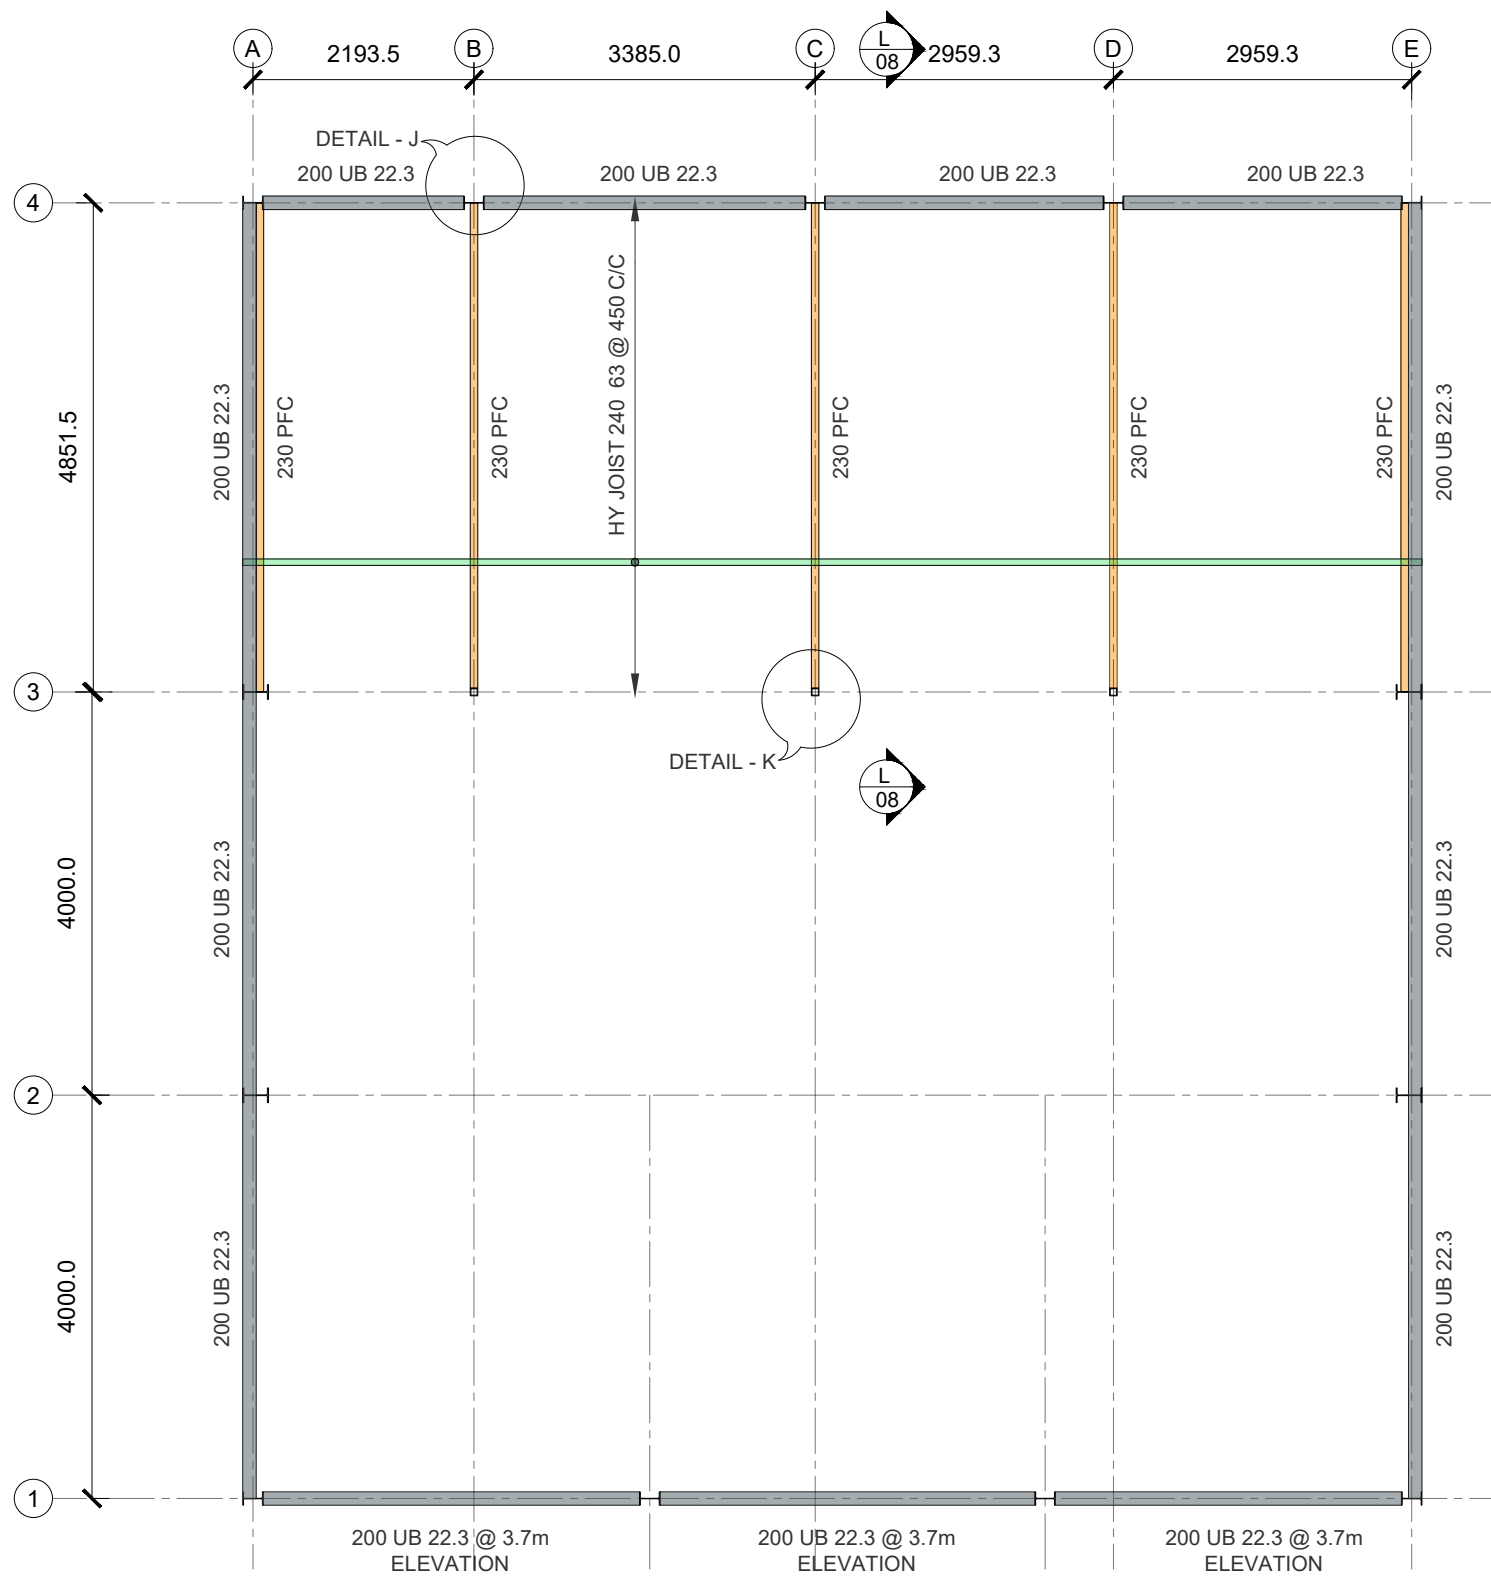 A
2193.5
B
3385.0
C
L
08
2959.3
D
2959.3
E
DETAIL - J
200 UB 22.3
200 UB 22.3
200 UB 22.3
200 UB 22.3
4
4851.5
200 UB 22.3
230 PFC
230 PFC
HY JOIST 240 63 @ 450 C/C
230 PFC
230 PFC
230 PFC
200 UB 22.3
3
DETAIL - K
L
08
4000.0
200 UB 22.3
200 UB 22.3
2
4000.0
200 UB 22.3
200 UB 22.3
1
200 UB 22.3 @ 3.7m
ELEVATION
200 UB 22.3 @ 3.7m
ELEVATION
200 UB 22.3 @ 3.7m
ELEVATION